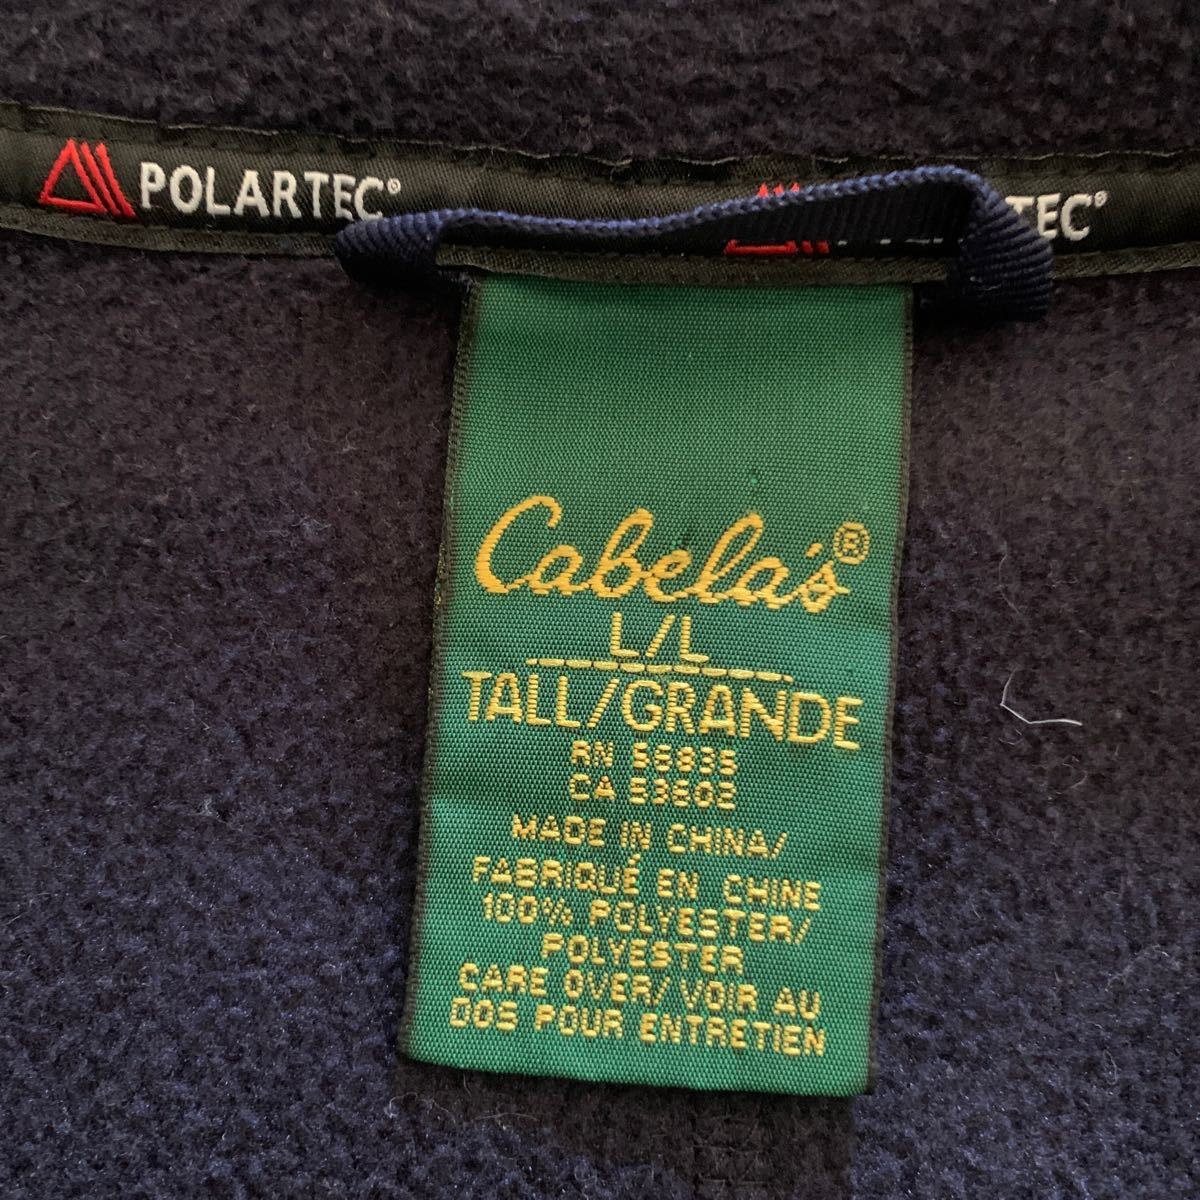 POLARTEC®
TEC®
Cabela's®
L/L
TALL/GRANDE
RN 56835
CA 59602
MADE IN CHINA/
FABRIQUÉ EN CHINE
100% POLYESTER/
POLYESTER
CARE OVER/VOIR AU
DOS POUR ENTRETIEN